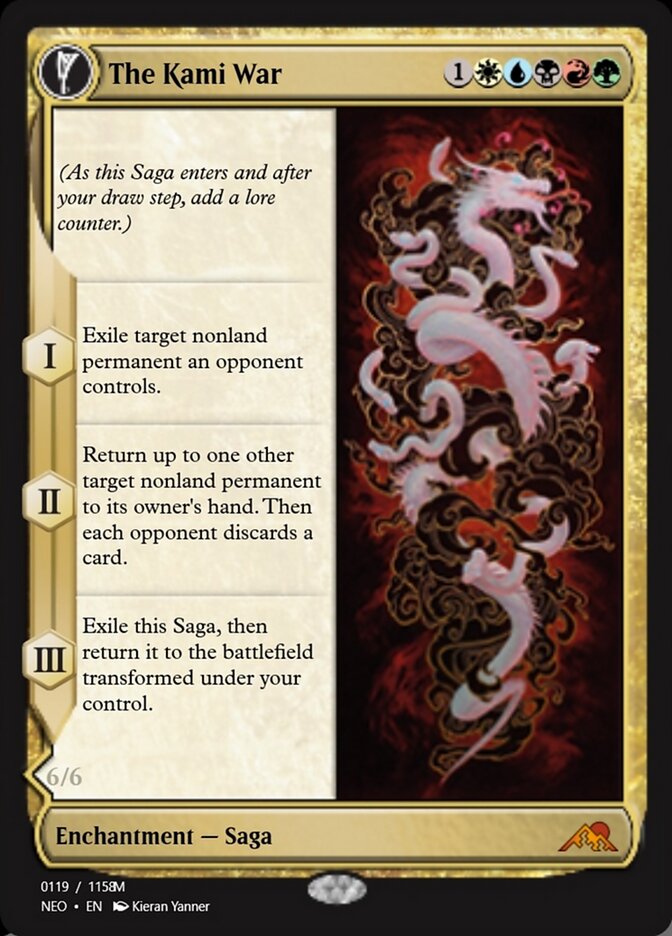 The Kami War 1
(As this Saga enters and after
your draw step, add a lore
counter.)
I
Exile target nonland
permanent an opponent
controls.
II
Return up to one other
target nonland permanent
to its owner's hand. Then
each opponent discards a
card.
III
Exile this Saga, then
return it to the battlefield
transformed under your
control.
6/6
Enchantment — Saga
0119 / 1158M
NEO • EN Kieran Yanner